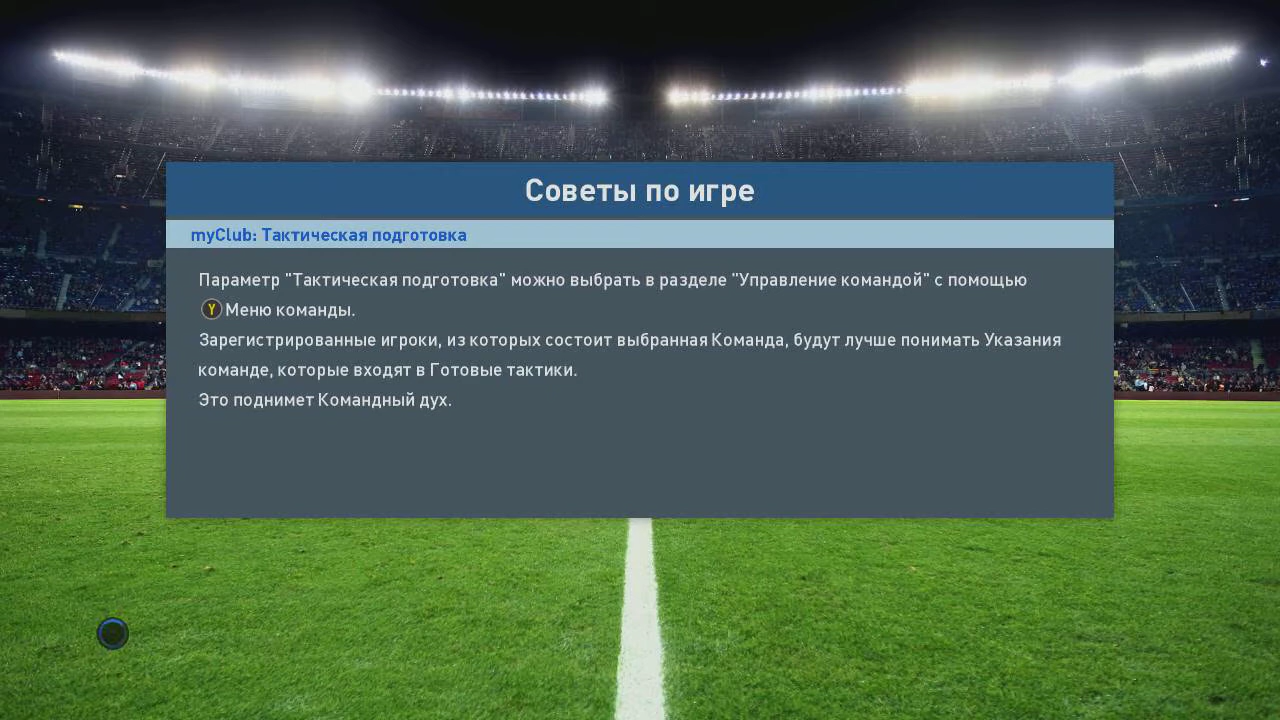 Советы по игре
myClub: Тактическая подготовка
Параметр "Тактическая подготовка" можно выбрать в разделе "Управление командой" с помощью
Y Меню команды.
Зарегистрированные игроки, из которых состоит выбранная Команда, будут лучше понимать Указания
команде, которые входят в Готовые тактики.
Это поднимет Командный дух.